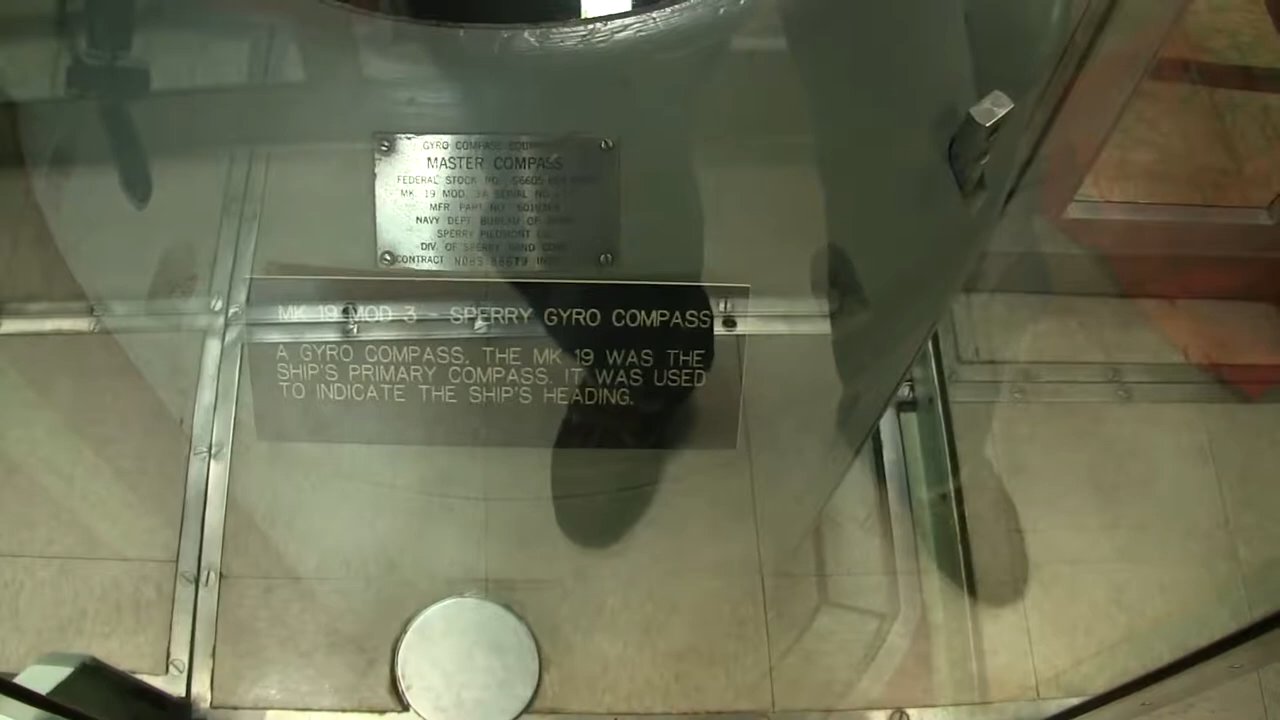 GYRO COMPASS
MASTER COMPASS
FEDERAL STOCK NO.
MK 19 MOD. 3A SERIAL NO.
MFR. PART NO.
NAVY DEPT. BUREAU OF
SPERRY PIEDMONT
DIV. OF SPERRY RAND
CONTRACT
MK 19 MOD 3 - SPERRY GYRO COMPASS
A GYRO COMPASS. THE MK 19 WAS THE
SHIP'S PRIMARY COMPASS. IT WAS USED
TO INDICATE THE SHIP'S HEADING.